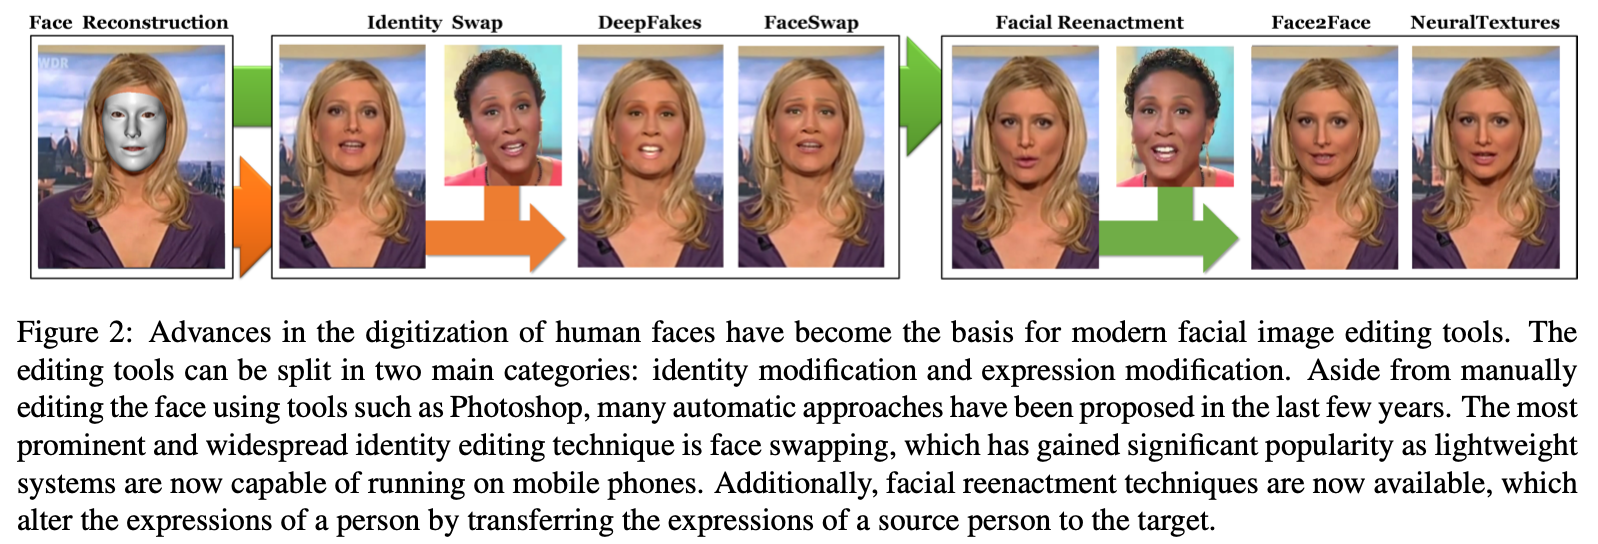 Face Reconstruction Identity Swap DeepFakes FaceSwap Facial Reenactment Face2Face NeuralTextures
WDR
Figure 2: Advances in the digitization of human faces have become the basis for modern facial image editing tools. The
editing tools can be split in two main categories: identity modification and expression modification. Aside from manually
editing the face using tools such as Photoshop, many automatic approaches have been proposed in the last few years. The most
prominent and widespread identity editing technique is face swapping, which has gained significant popularity as lightweight
systems are now capable of running on mobile phones. Additionally, facial reenactment techniques are now available, which
alter the expressions of a person by transferring the expressions of a source person to the target.